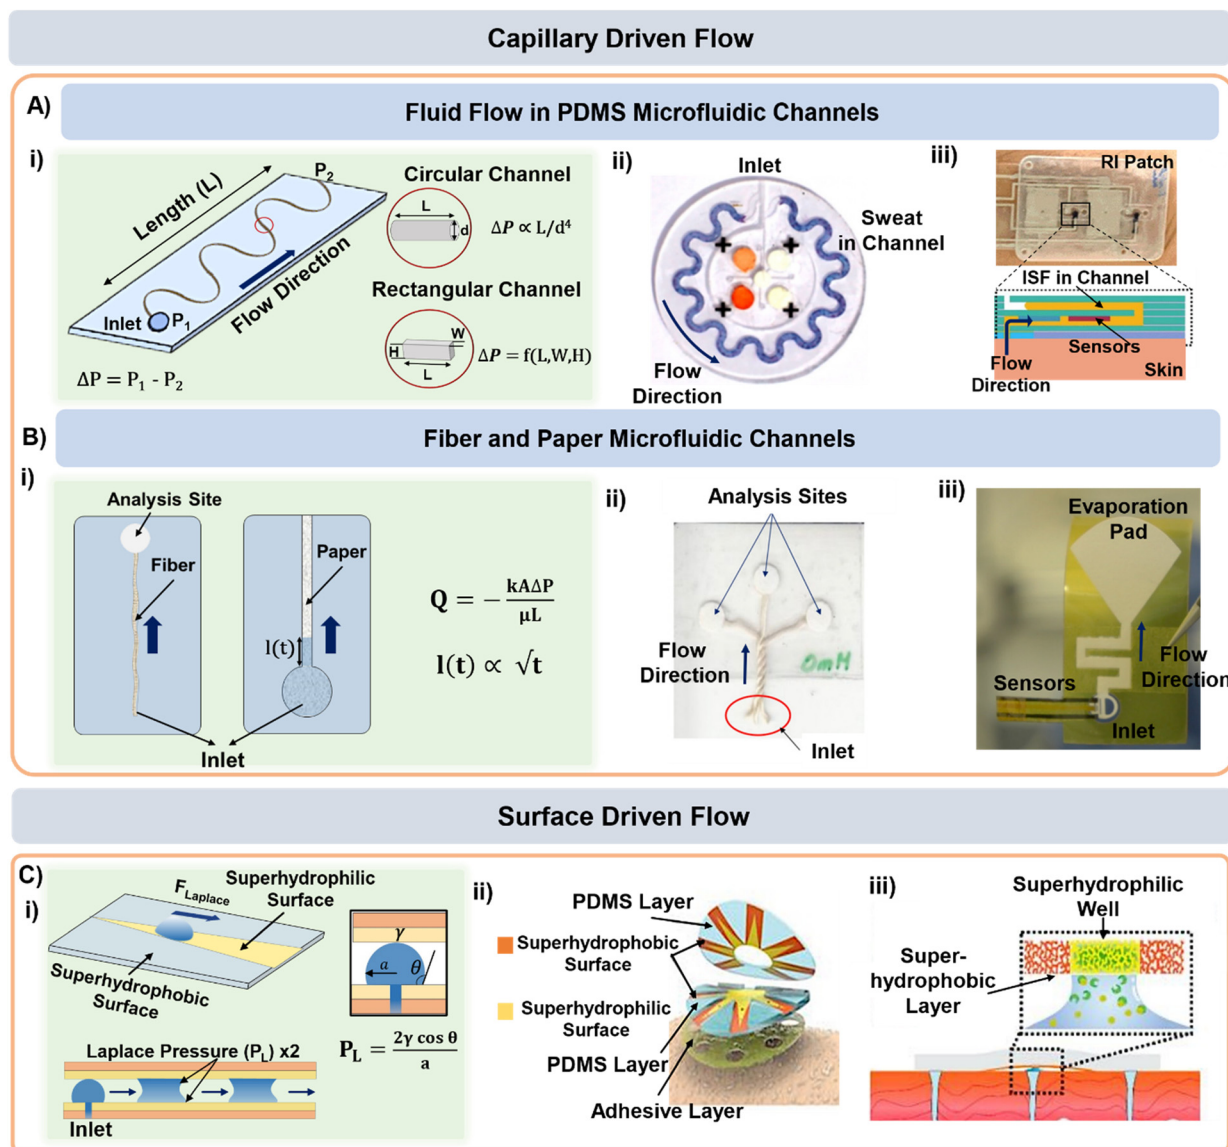 Capillary Driven Flow
A)
Fluid Flow in PDMS Microfluidic Channels
i)
Length (L)
P₂
Inlet
P₁
Flow Direction
ΔP = P₁ - P₂
Circular Channel
L
d
ΔP ∝ L/d⁴
Rectangular Channel
W
H
L
ΔP = f(L,W,H)
ii)
Inlet
Sweat
in Channel
Flow
Direction
iii)
RI Patch
ISF in Channel
Sensors
Flow
Direction
Skin
B)
Fiber and Paper Microfluidic Channels
i)
Analysis Site
Fiber
Paper
l(t)
Inlet
Q = − kAΔP / μL
l(t) ∝ √t
ii)
Analysis Sites
Flow
Direction
0mM
Inlet
iii)
Evaporation
Pad
Flow
Direction
Sensors
Inlet
Surface Driven Flow
C)
i)
F Laplace
Superhydrophilic
Surface
Superhydrophobic
Surface
γ
a
θ
Laplace Pressure (P_L) x2
Inlet
P_L = 2γ cos θ / a
ii)
PDMS Layer
Superhydrophobic
Surface
Superhydrophilic
Surface
PDMS Layer
Adhesive Layer
iii)
Superhydrophilic
Well
Super-
hydrophobic
Layer